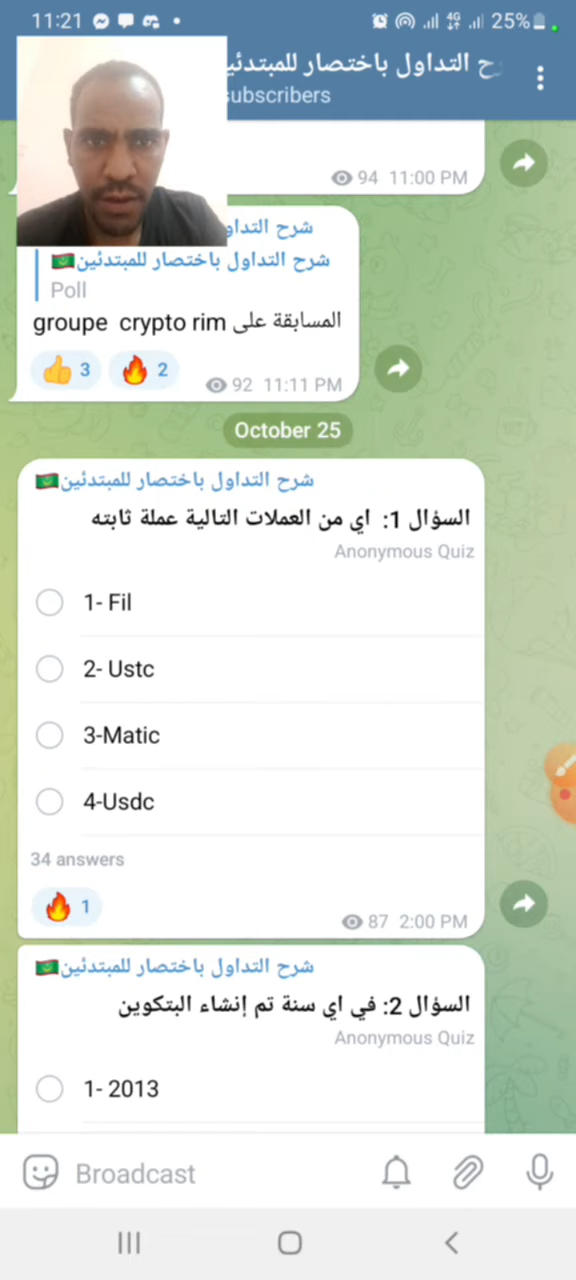 11:21
4G
25%
ح التداول باختصار للمبتدئي
subscribers
94 11:00 PM
شرح التداو
شرح التداول باختصار للمبتدئين🇲🇷
Poll
المسابقة على groupe crypto rim
👍 3 🔥 2
92 11:11 PM
October 25
شرح التداول باختصار للمبتدئين🇲🇷
السؤال 1: اي من العملات التالية عملة ثابته
Anonymous Quiz
1- Fil
2- Ustc
3-Matic
4-Usdc
34 answers
🔥 1
87 2:00 PM
شرح التداول باختصار للمبتدئين🇲🇷
السؤال 2: في اي سنة تم إنشاء البتكوين
Anonymous Quiz
1- 2013
Broadcast